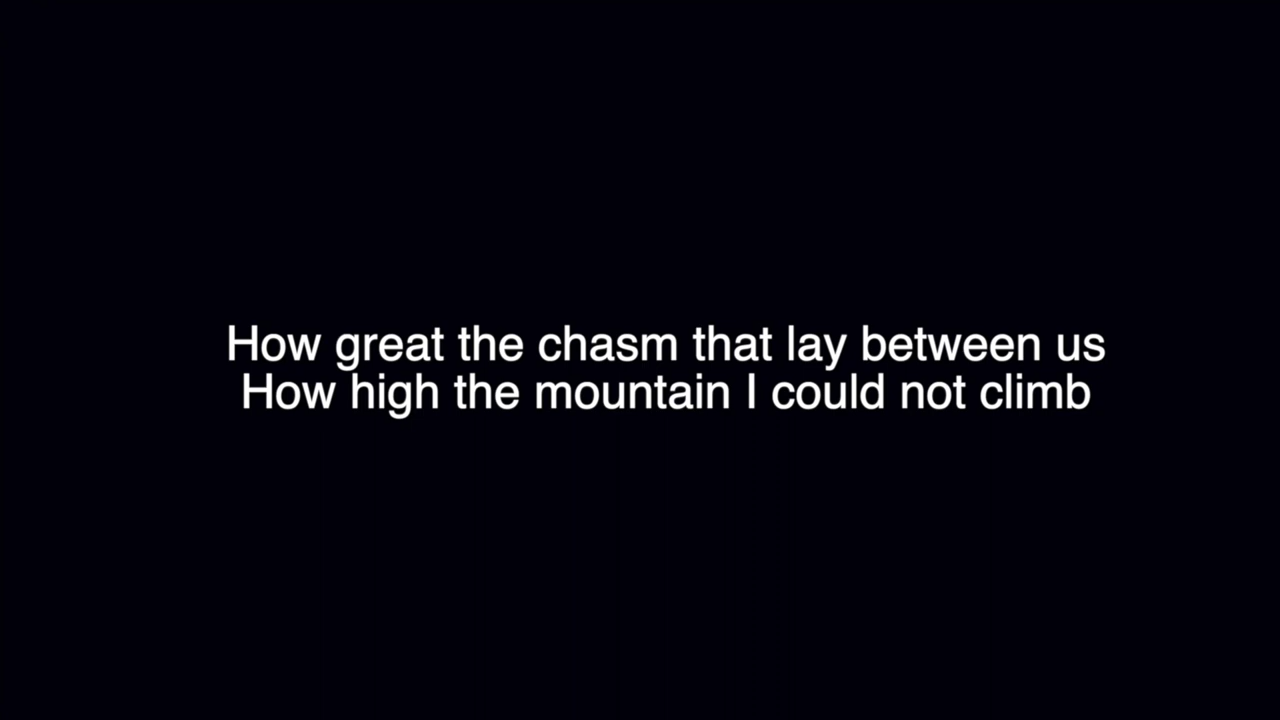 How great the chasm that lay between us
How high the mountain I could not climb